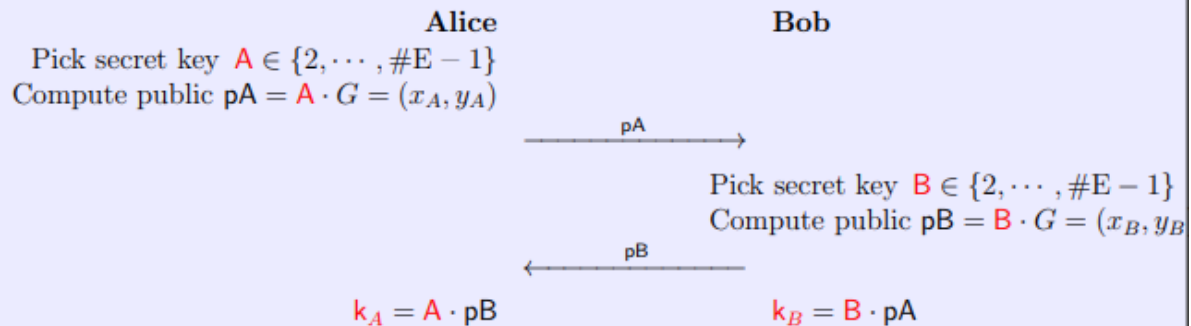 Alice Bob
Pick secret key A ∈ {2, ··· , #E − 1}
Compute public pA = A · G = (x_A, y_A)
pA
Pick secret key B ∈ {2, ··· , #E − 1}
Compute public pB = B · G = (x_B, y_B
pB
k_A = A · pB k_B = B · pA